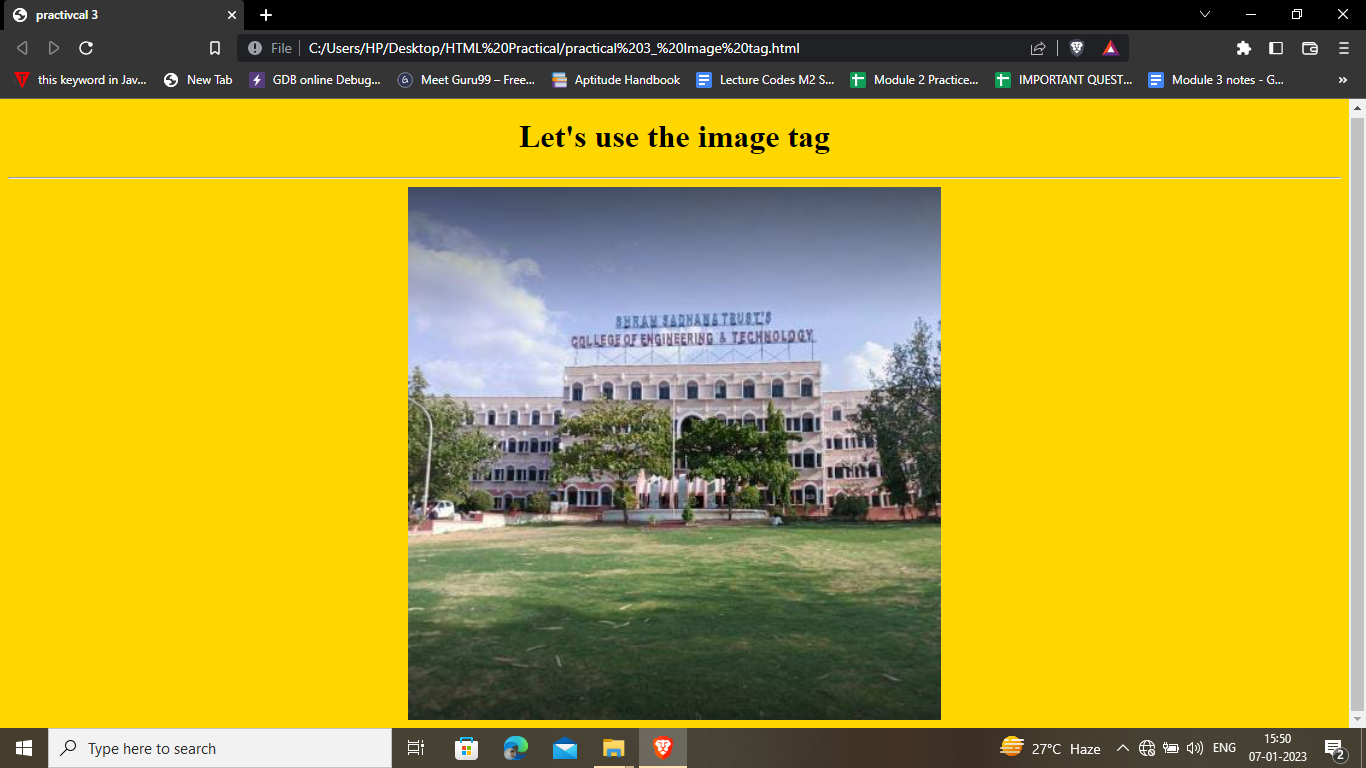 practivcal 3
File C:/Users/HP/Desktop/HTML%20Practical/practical%203_%20Image%20tag.html
this keyword in Jav... New Tab GDB online Debug... Meet Guru99 – Free... Aptitude Handbook Lecture Codes M2 S... Module 2 Practice... IMPORTANT QUEST... Module 3 notes - G... »
Let's use the image tag
SHRAM SADHANA TRUST'S
COLLEGE OF ENGINEERING & TECHNOLOGY
Type here to search 27°C Haze ENG 15:50
07-01-2023 2